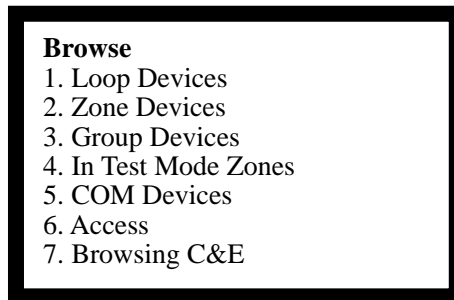 Browse
1. Loop Devices
2. Zone Devices
3. Group Devices
4. In Test Mode Zones
5. COM Devices
6. Access
7. Browsing C&E